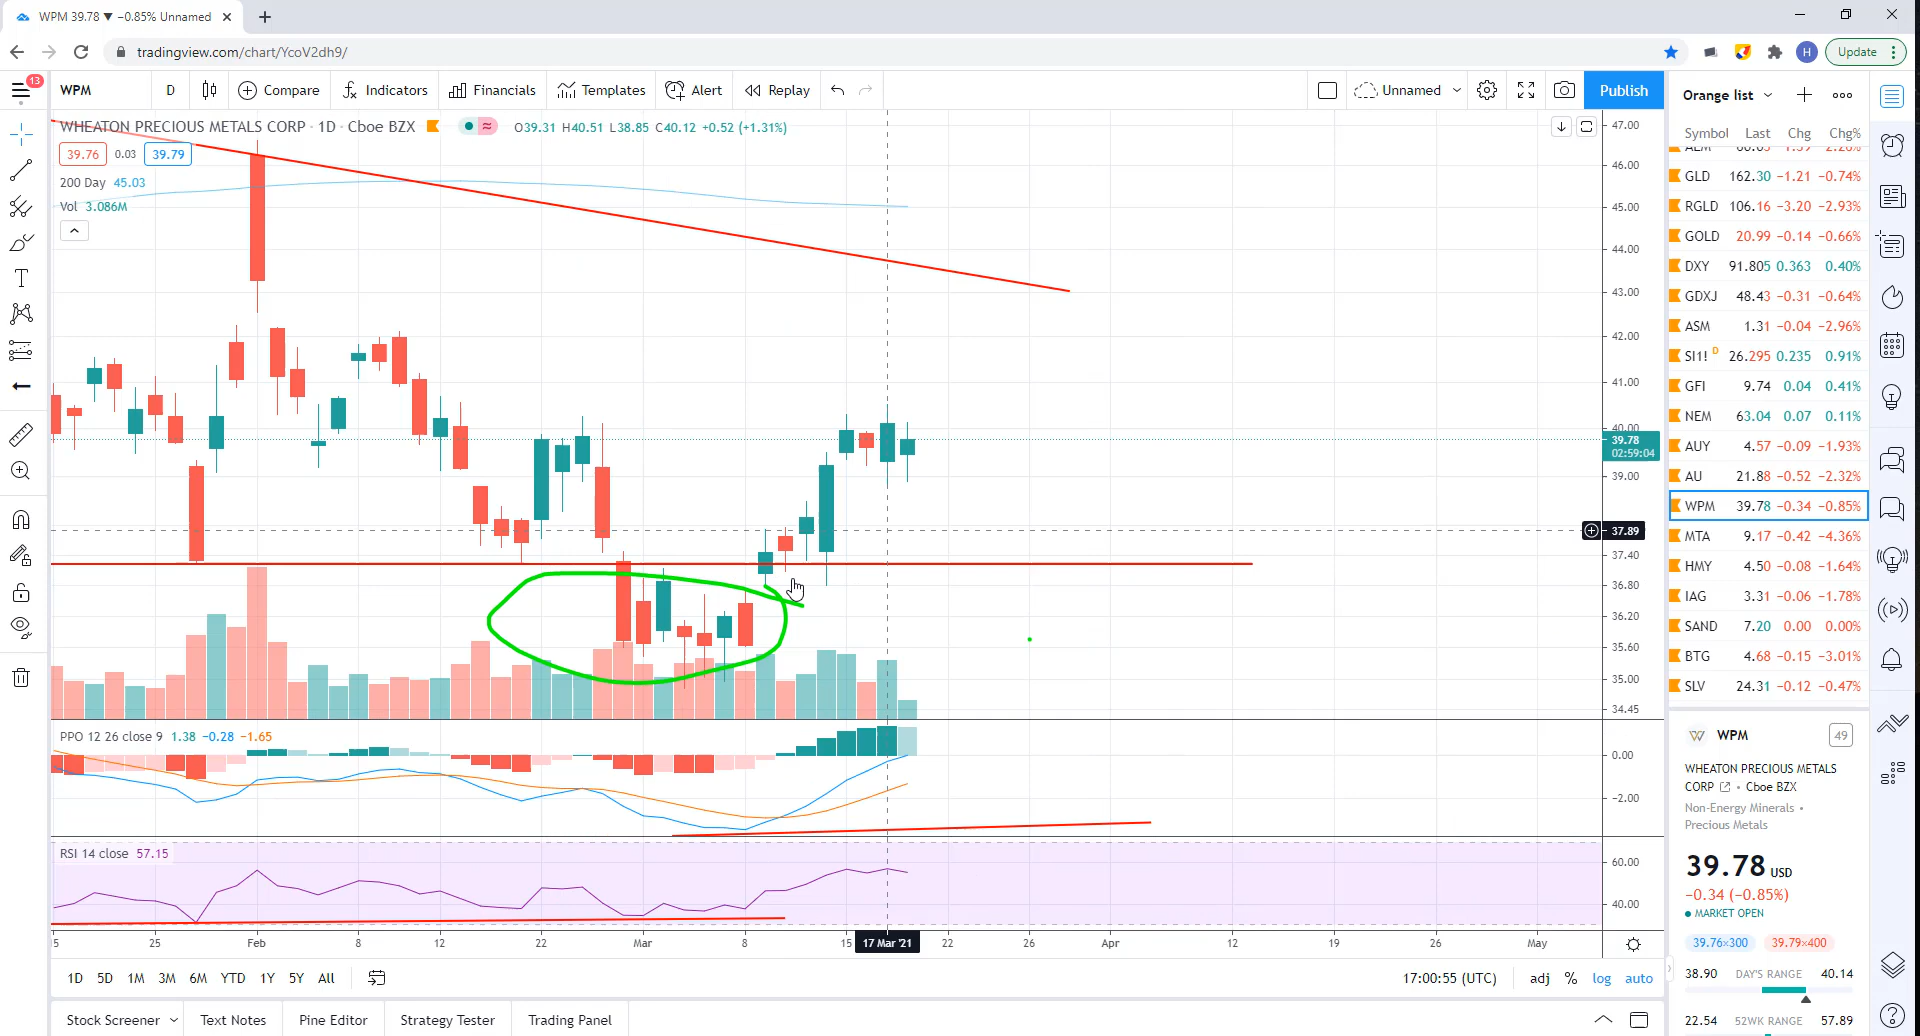 WPM 39.78 ▼ −0.85% Unnamed
tradingview.com/chart/YcoV2dh9/
H
Update
13
WPM
D
Compare
Indicators
Financials
Templates
Alert
Replay
Unnamed
Publish
WHEATON PRECIOUS METALS CORP · 1D · Cboe BZX
O39.31 H40.51 L38.85 C40.12 +0.52 (+1.31%)
39.76 0.03 39.79
200 Day 45.03
Vol 3.086M
47.00
46.00
45.00
44.00
43.00
42.00
41.00
40.00
39.78
02:59:04
39.00
37.89
37.40
36.80
36.20
35.60
35.00
34.45
PPO 12 26 close 9 1.38 −0.28 −1.65
0.00
−2.00
RSI 14 close 57.15
60.00
40.00
25 Feb 8 12 22 Mar 8 15 17 Mar '21 22 26 Apr 12 19 26 May
1D 5D 1M 3M 6M YTD 1Y 5Y All
17:00:55 (UTC) adj % log auto
Stock Screener Text Notes Pine Editor Strategy Tester Trading Panel
Orange list
Symbol Last Chg Chg%
GLD 162.30 −1.21 −0.74%
RGLD 106.16 −3.20 −2.93%
GOLD 20.99 −0.14 −0.66%
DXY 91.805 0.363 0.40%
GDXJ 48.43 −0.31 −0.64%
ASM 1.31 −0.04 −2.96%
SI1! D 26.295 0.235 0.91%
GFI 9.74 0.04 0.41%
NEM 63.04 0.07 0.11%
AUY 4.57 −0.09 −1.93%
AU 21.88 −0.52 −2.32%
WPM 39.78 −0.34 −0.85%
MTA 9.17 −0.42 −4.36%
HMY 4.50 −0.08 −1.64%
IAG 3.31 −0.06 −1.78%
SAND 7.20 0.00 0.00%
BTG 4.68 −0.15 −3.01%
SLV 24.31 −0.12 −0.47%
WPM 49
WHEATON PRECIOUS METALS
CORP • Cboe BZX
Non-Energy Minerals •
Precious Metals
39.78 USD
−0.34 (−0.85%)
MARKET OPEN
39.76×300 39.79×400
38.90 DAY'S RANGE 40.14
22.54 52WK RANGE 57.89